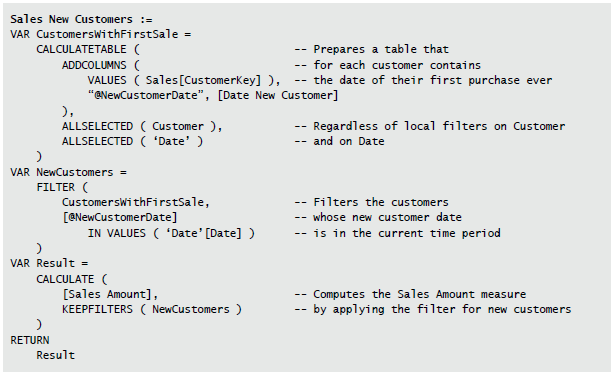 Sales New Customers :=
VAR CustomersWithFirstSale =
    CALCULATETABLE (                        -- Prepares a table that
        ADDCOLUMNS (                        -- for each customer contains
            VALUES ( Sales[CustomerKey] ),  -- the date of their first purchase ever
            “@NewCustomerDate”, [Date New Customer]
        ),
        ALLSELECTED ( Customer ),           -- Regardless of local filters on Customer
        ALLSELECTED ( ‘Date’ )              -- and on Date
    )
VAR NewCustomers =
    FILTER (
        CustomersWithFirstSale,             -- Filters the customers
        [@NewCustomerDate]                  -- whose new customer date
            IN VALUES ( ‘Date’[Date] )      -- is in the current time period
    )
VAR Result =
    CALCULATE (
        [Sales Amount],                     -- Computes the Sales Amount measure
        KEEPFILTERS ( NewCustomers )        -- by applying the filter for new customers
    )
RETURN
    Result